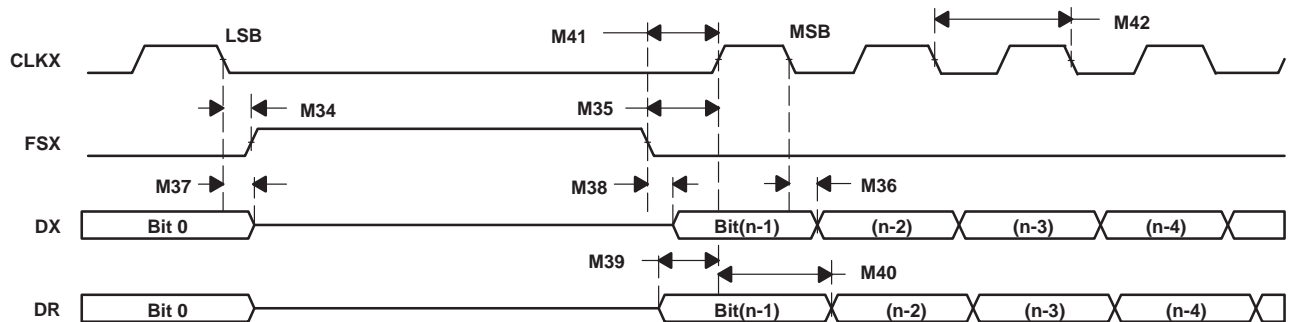 LSB
M41
MSB
M42
CLKX
M34
M35
FSX
M37
M38
M36
DX
Bit 0
Bit(n-1)
(n-2)
(n-3)
(n-4)
M39
M40
DR
Bit 0
Bit(n-1)
(n-2)
(n-3)
(n-4)